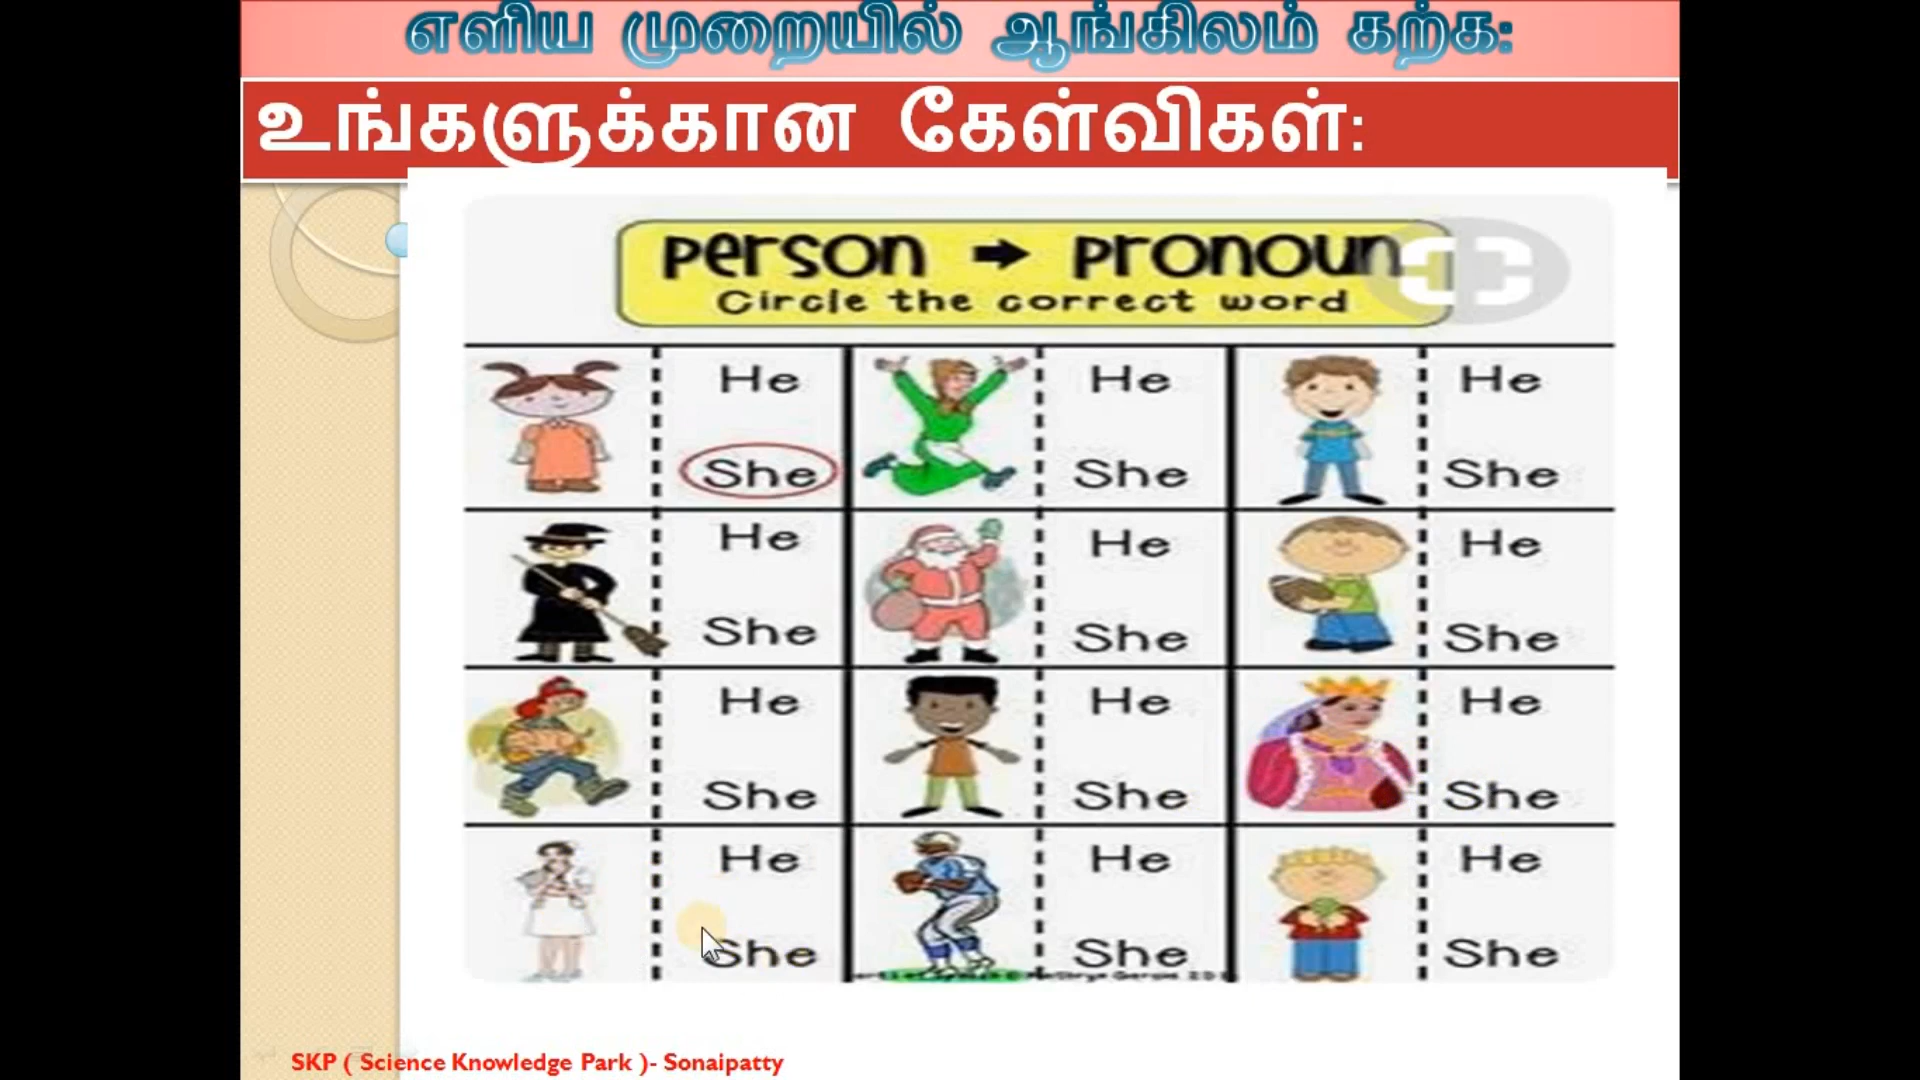 எளிய முறையில் ஆங்கிலம் கற்க:
உங்களுக்கான கேள்விகள்:
Person ➡ Pronoun
Circle the correct word
He He He
She She She
He He He
She She She
He He He
She She She
He He He
She She She
SKP ( Science Knowledge Park )- Sonaipatty